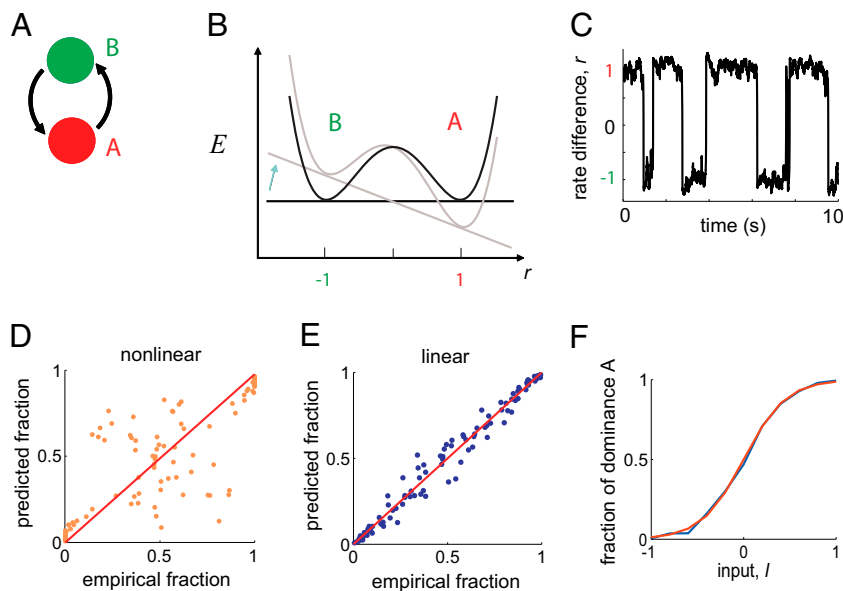 A
B
A
B
E
B
A
-1
1
r
C
rate difference, r
1
0
-1
0
10
time (s)
D
nonlinear
predicted fraction
1
0.5
0
0
0.5
1
empirical fraction
E
linear
predicted fraction
1
0.5
0
0
0.5
1
empirical fraction
F
fraction of dominance A
1
0.5
0
-1
0
1
input, I